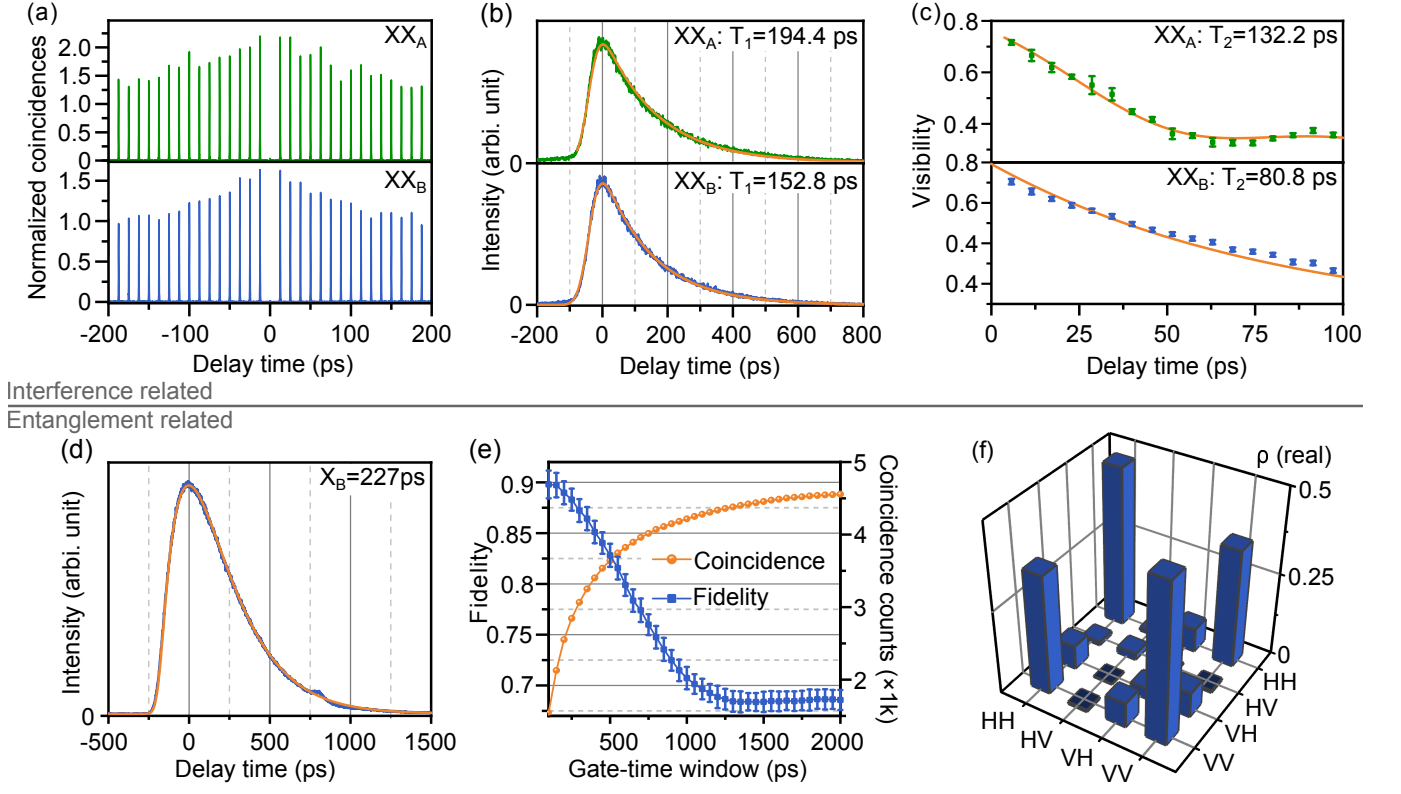 (a)
Normalized coincidences
2.0
1.5
1.0
0.5
0
XX_A
1.5
1.0
0.5
0
XX_B
-200 -100 0 100 200
Delay time (ps)
(b)
Intensity (arbi. unit)
XX_A: T_1=194.4 ps
0
XX_B: T_1=152.8 ps
0
-200 0 200 400 600 800
Delay time (ps)
(c)
Visibility
0.8
0.6
0.4
XX_A: T_2=132.2 ps
0.8
0.6
0.4
0.4
XX_B: T_2=80.8 ps
0 25 50 75 100
Delay time (ps)
Interference related
Entanglement related
(d)
Intensity (arbi. unit)
X_B=227ps
0
-500 0 500 1000 1500
Delay time (ps)
(e)
Fidelity
0.9
0.85
0.8
0.75
0.7
Coincidence
Fidelity
5
4
3
2
Coincidence counts (×1k)
500 1000 1500 2000
Gate-time window (ps)
(f)
ρ (real)
0.5
0.25
0
HH
HV
VH
VV
HH
HV
VH
VV